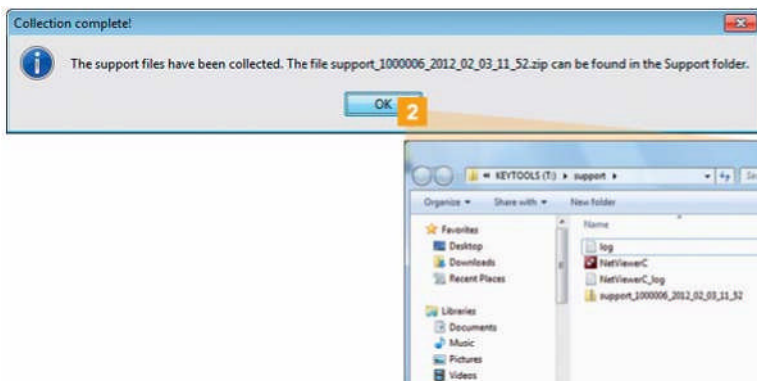 Collection complete!
The support files have been collected. The file support_1000006_2012_02_03_11_52.zip can be found in the Support folder.
OK
2
KEYTOOLS (T:) ▸ support ▸
Organize Share with New folder
Favorites
Desktop
Downloads
Recent Places
Libraries
Documents
Music
Pictures
Videos
Name
log
NetViewerC
NetViewerC_log
support_1000006_2012_02_03_11_52